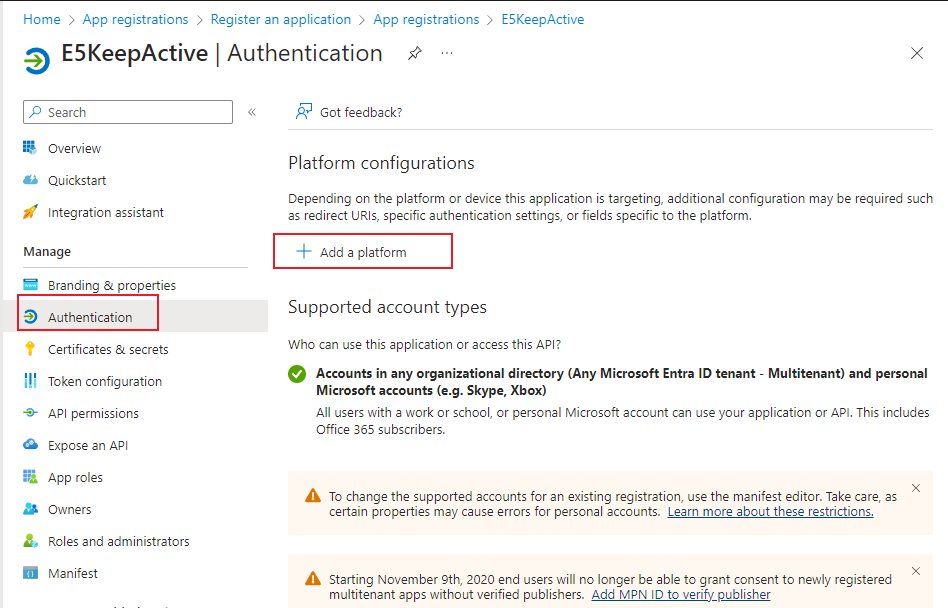 Home > App registrations > Register an application > App registrations > E5KeepActive
E5KeepActive | Authentication
Search
Got feedback?
Overview
Quickstart
Integration assistant
Manage
Branding & properties
Authentication
Certificates & secrets
Token configuration
API permissions
Expose an API
App roles
Owners
Roles and administrators
Manifest
Platform configurations
Depending on the platform or device this application is targeting, additional configuration may be required such
as redirect URIs, specific authentication settings, or fields specific to the platform.
Add a platform
Supported account types
Who can use this application or access this API?
Accounts in any organizational directory (Any Microsoft Entra ID tenant - Multitenant) and personal
Microsoft accounts (e.g. Skype, Xbox)
All users with a work or school, or personal Microsoft account can use your application or API. This includes
Office 365 subscribers.
To change the supported accounts for an existing registration, use the manifest editor. Take care, as
certain properties may cause errors for personal accounts. Learn more about these restrictions.
Starting November 9th, 2020 end users will no longer be able to grant consent to newly registered
multitenant apps without verified publishers. Add MPN ID to verify publisher